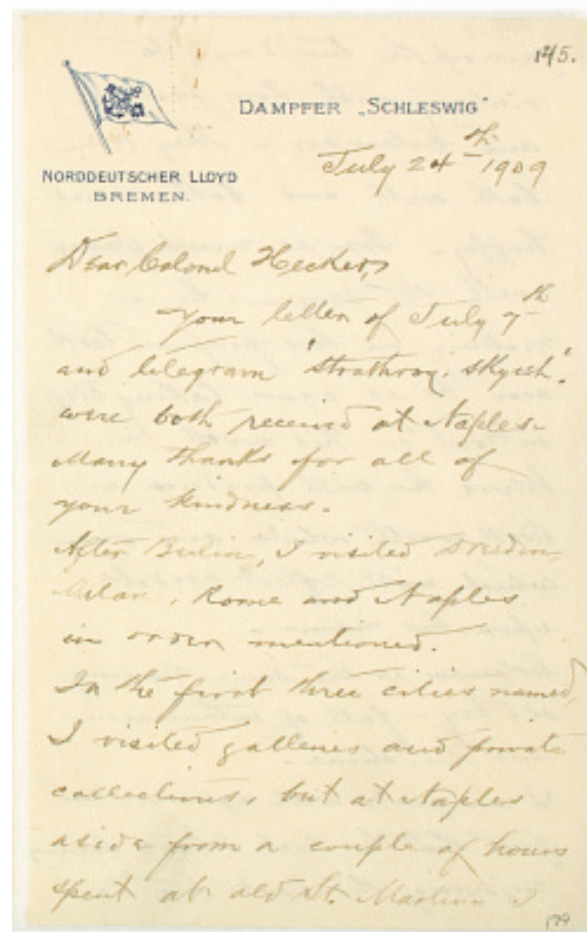 145.
DAMPFER „SCHLESWIG"
NORDDEUTSCHER LLOYD
BREMEN.
July 24th 1909
Dear Colonel Hecker,
Your letter of July 7th
and telegram "Strathroy,
were both received at Naples.
Many thanks for all of
your kindness.
After Berlin, I visited Dresden
Milan, Rome and Naples
in order mentioned.
In the first three cities named,
I visited galleries and private
collections, but at Naples
aside from a couple of hours
spent at old St. Martins I
179